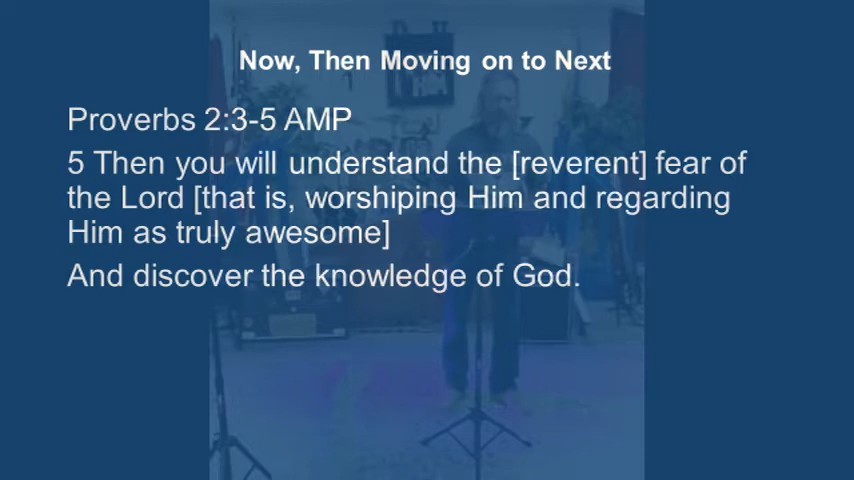 Now, Then Moving on to Next
Proverbs 2:3-5 AMP
5 Then you will understand the [reverent] fear of
the Lord [that is, worshiping Him and regarding
Him as truly awesome]
And discover the knowledge of God.